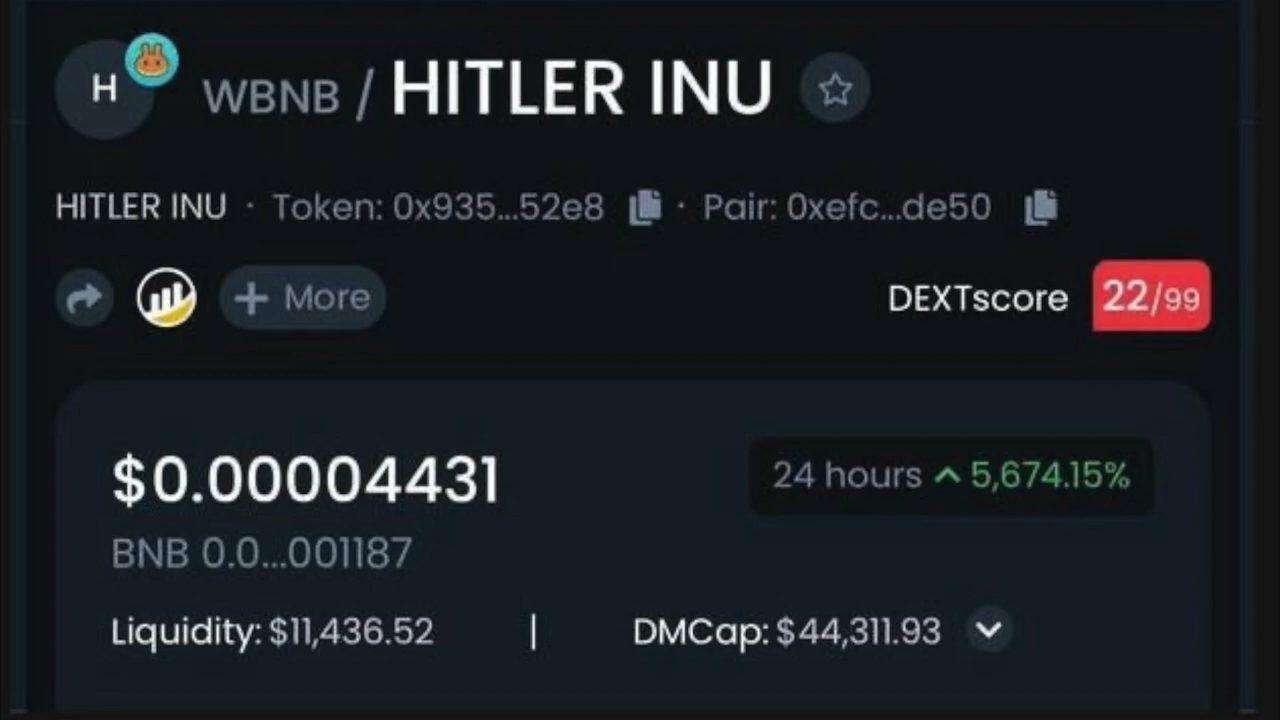 H WBNB / HITLER INU
HITLER INU · Token: 0x935...52e8 · Pair: 0xefc...de50
More DEXTscore 22/99
$0.00004431 24 hours 5,674.15%
BNB 0.0...001187
Liquidity: $11,436.52 | DMCap: $44,311.93